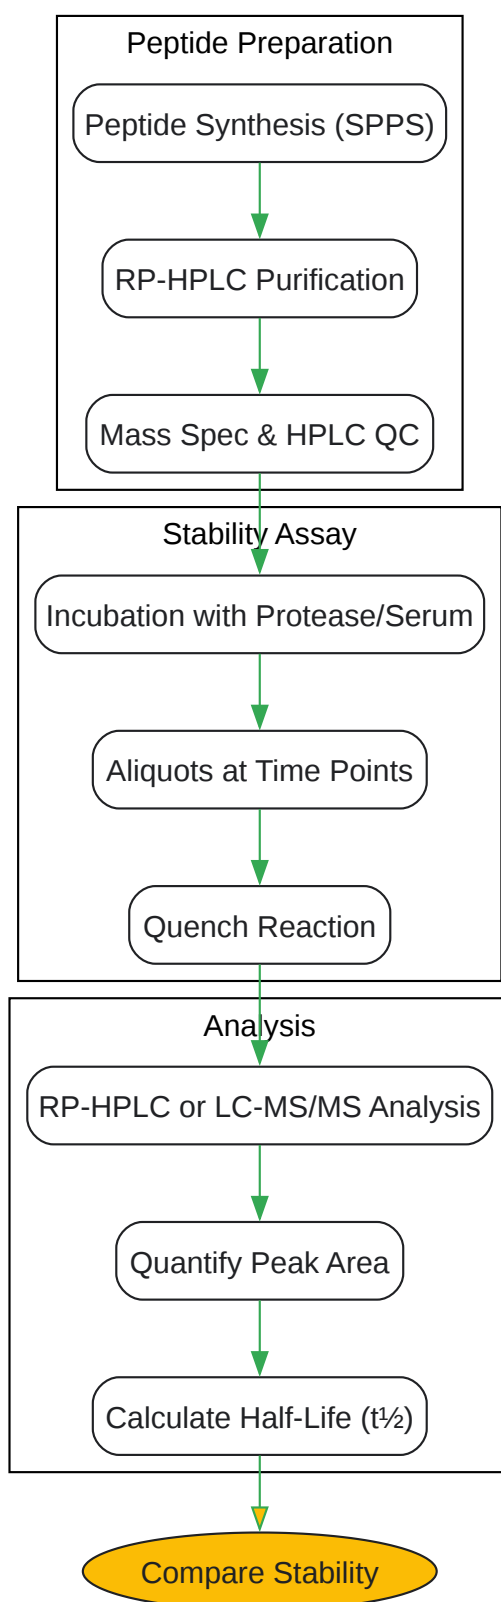 Peptide Preparation
Peptide Synthesis (SPPS)
RP-HPLC Purification
Mass Spec & HPLC QC
Stability Assay
Incubation with Protease/Serum
Aliquots at Time Points
Quench Reaction
Analysis
RP-HPLC or LC-MS/MS Analysis
Quantify Peak Area
Calculate Half-Life (t½)
Compare Stability